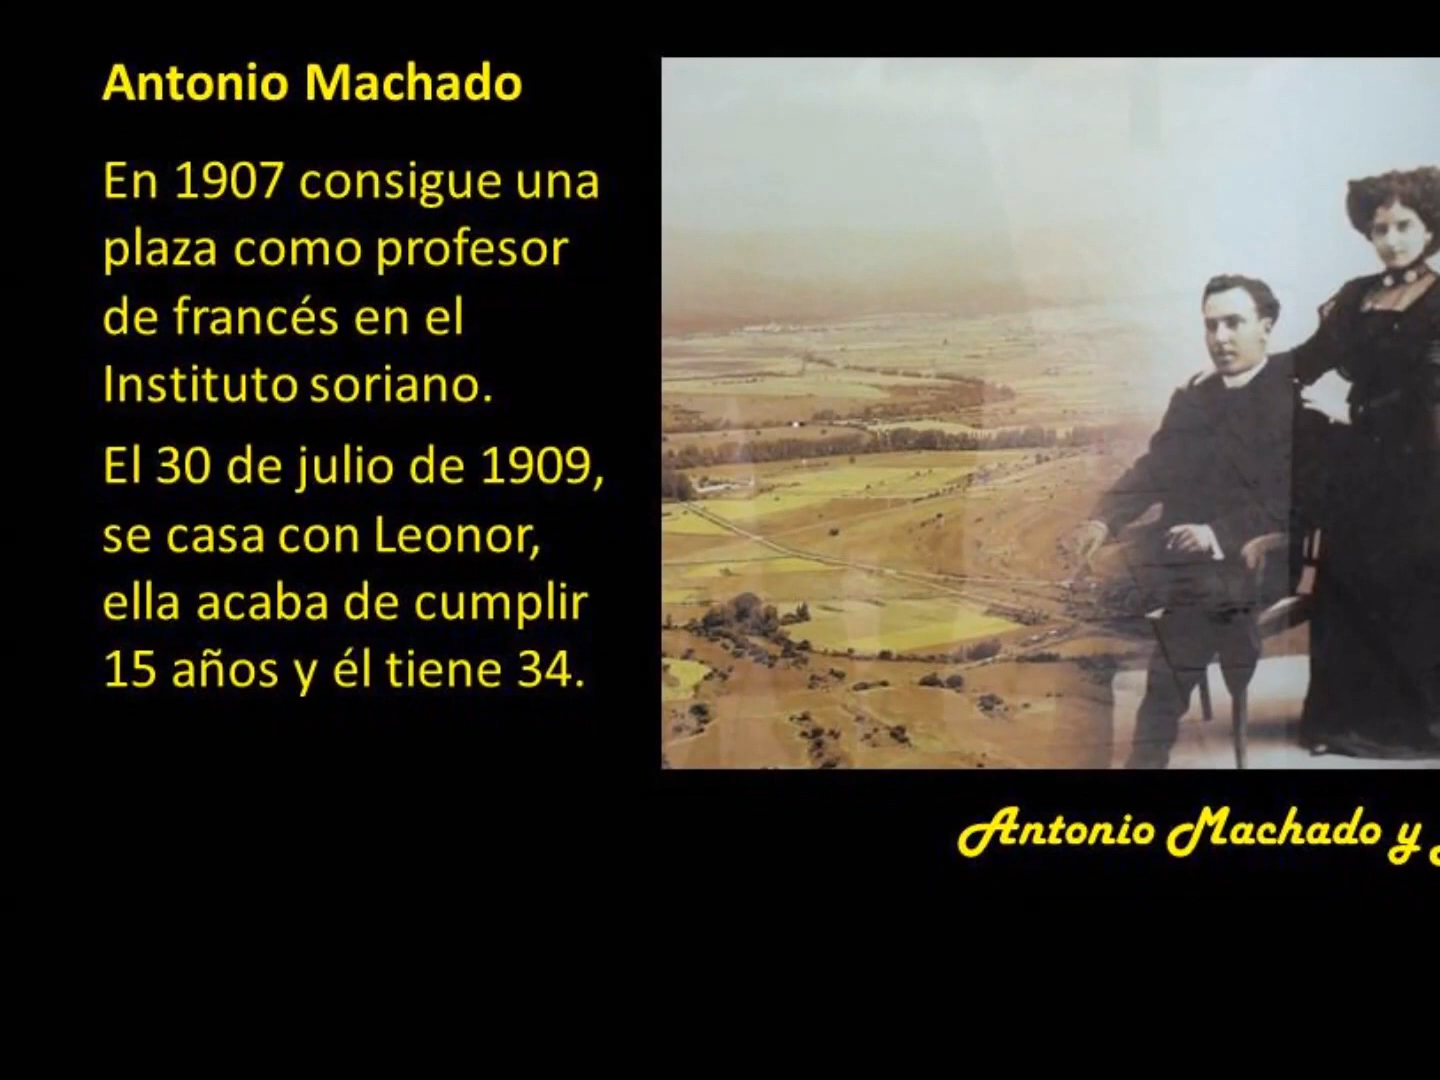 Antonio Machado
En 1907 consigue una
plaza como profesor
de francés en el
Instituto soriano.
El 30 de julio de 1909,
se casa con Leonor,
ella acaba de cumplir
15 años y él tiene 34.
Antonio Machado y